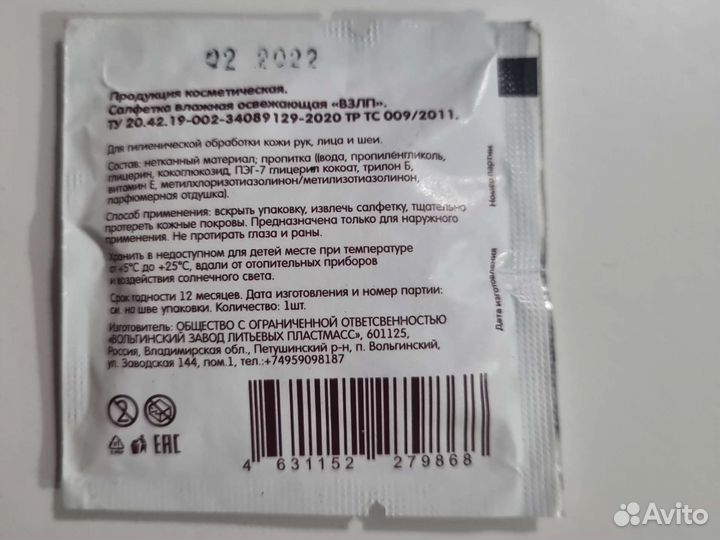 02 2022
Продукция косметическая.
Салфетка влажная освежающая «ВЗЛП».
ТУ 20.42.19-002-34089129-2020 ТР ТС 009/2011.
Для гигиенической обработки кожи рук, лица и шеи.
Состав: нетканный материал; пропитка ((вода, пропиленгликоль,
глицерин, кокоглюкозид, ПЭГ-7 глицерил кокоат, трилон Б,
витамин Е, метилхлоризотиазолинон/метилизотиазолинон,
парфюмерная отдушка).
Способ применения: вскрыть упаковку, извлечь салфетку, тщательно
протереть кожные покровы. Предназначена только для наружного
применения. Не протирать глаза и раны.
Хранить в недоступном для детей месте при температуре
от +5°С до +25°С, вдали от отопительных приборов
и воздействия солнечного света.
Срок годности 12 месяцев. Дата изготовления и номер партии:
см. на шве упаковки. Количество: 1шт.
Изготовитель: ОБЩЕСТВО С ОГРАНИЧЕННОЙ ОТВЕТСВЕННОСТЬЮ
«ВОЛЬГИНСКИЙ ЗАВОД ЛИТЬЕВЫХ ПЛАСТМАСС», 601125,
Россия, Владимирская обл., Петушинский р-н, п. Вольгинский,
ул. Заводская 144, пом.1, тел.:+74959098187
Номер партии
Дата изготовления
EAC
4 631152 279868
Avito